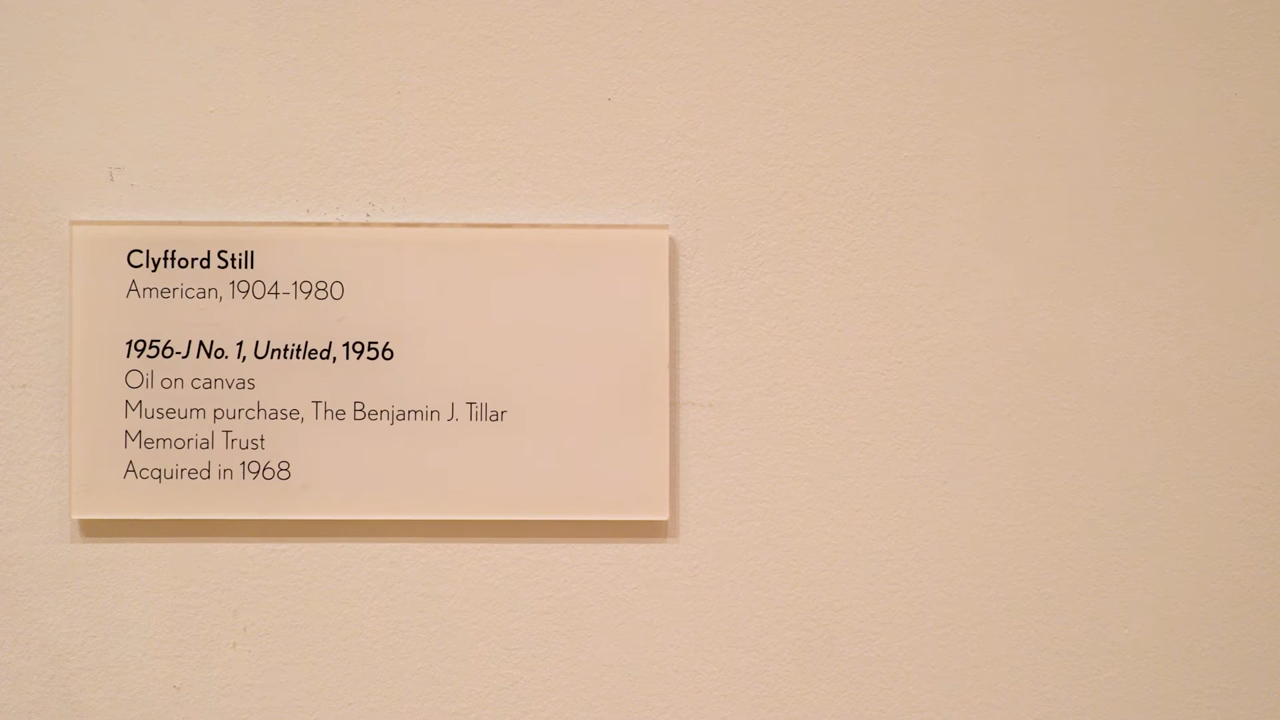 Clyfford Still
American, 1904-1980
1956-J No. 1, Untitled, 1956
Oil on canvas
Museum purchase, The Benjamin J. Tillar
Memorial Trust
Acquired in 1968